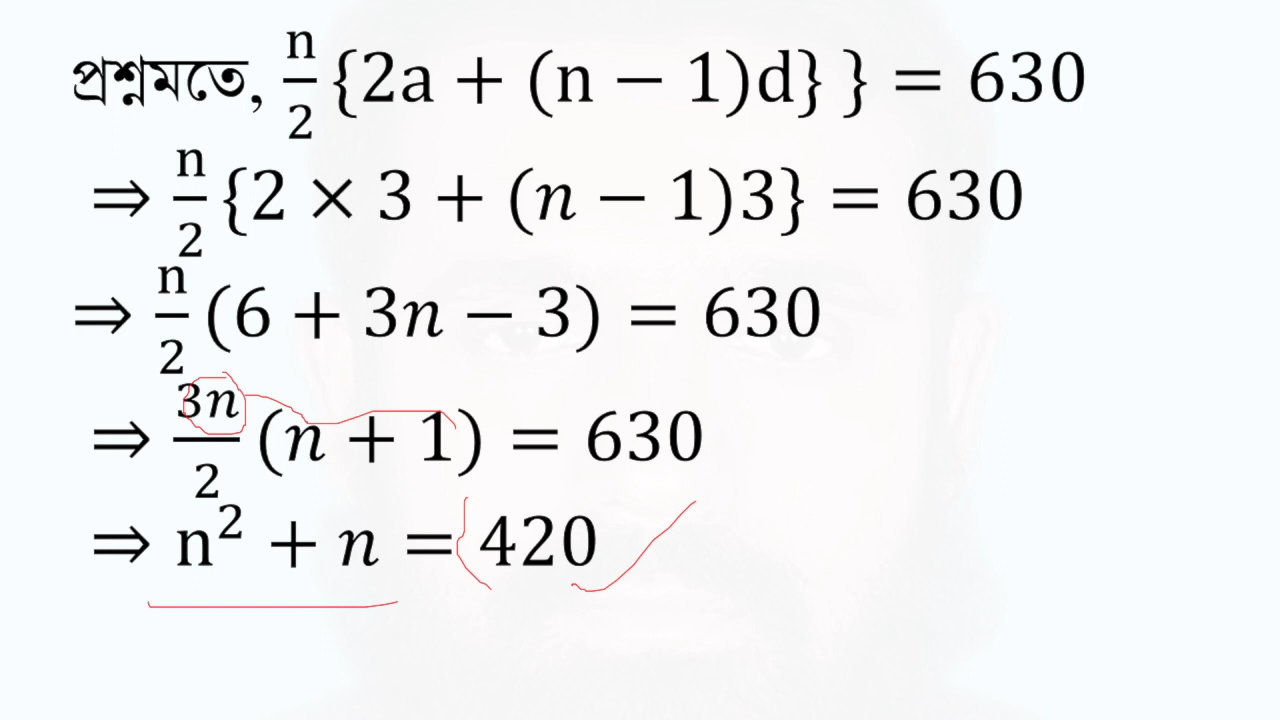 প্রশ্নমতে, n/2 {2a + (n − 1)d} } = 630
⇒ n/2 {2 × 3 + (n − 1)3} = 630
⇒ n/2 (6 + 3n − 3) = 630
⇒ 3n/2 (n + 1) = 630
⇒ n² + n = 420